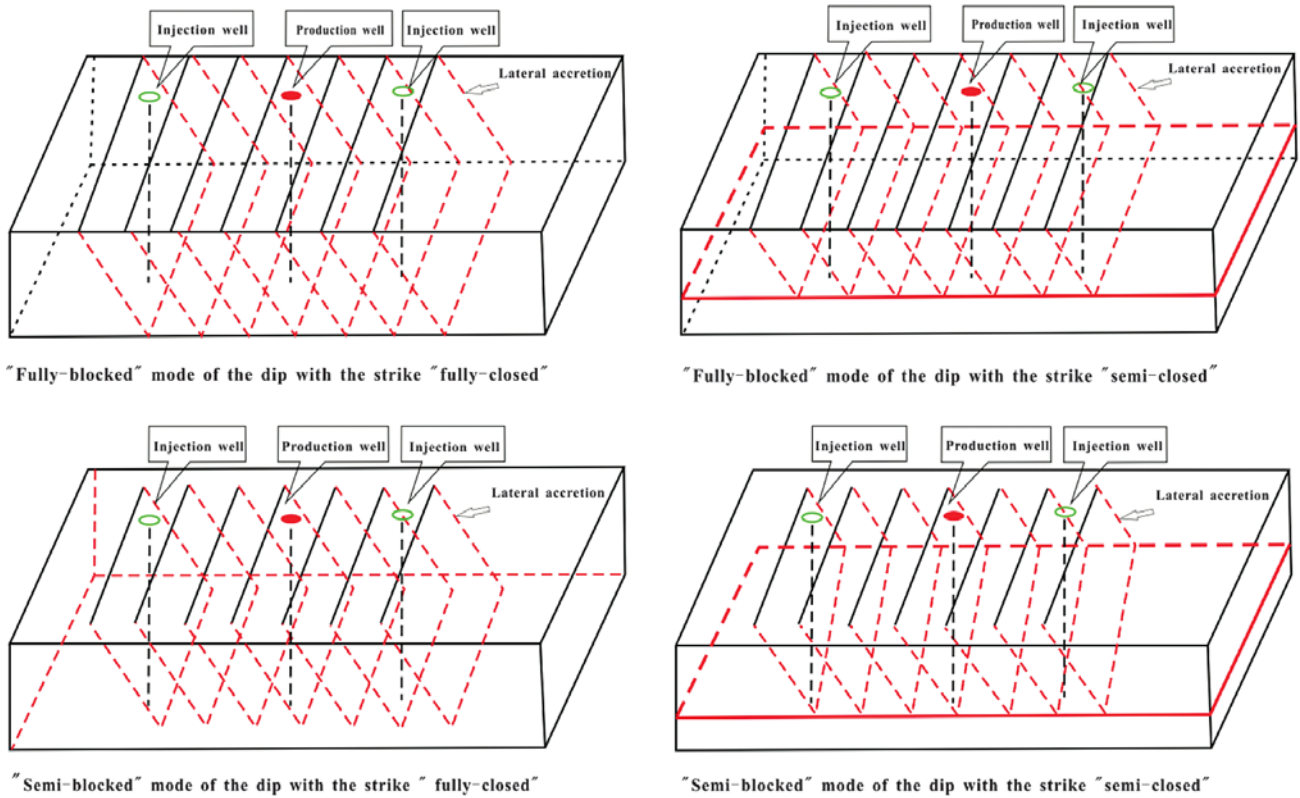 Injection well
Production well
Injection well
Lateral accretion
"Fully-blocked" mode of the dip with the strike "fully-closed"
Injection well
Production well
Injection well
Lateral accretion
"Fully-blocked" mode of the dip with the strike "semi-closed"
Injection well
Production well
Injection well
Lateral accretion
"Semi-blocked" mode of the dip with the strike " fully-closed"
Injection well
Production well
Injection well
Lateral accretion
"Semi-blocked" mode of the dip with the strike "semi-closed"